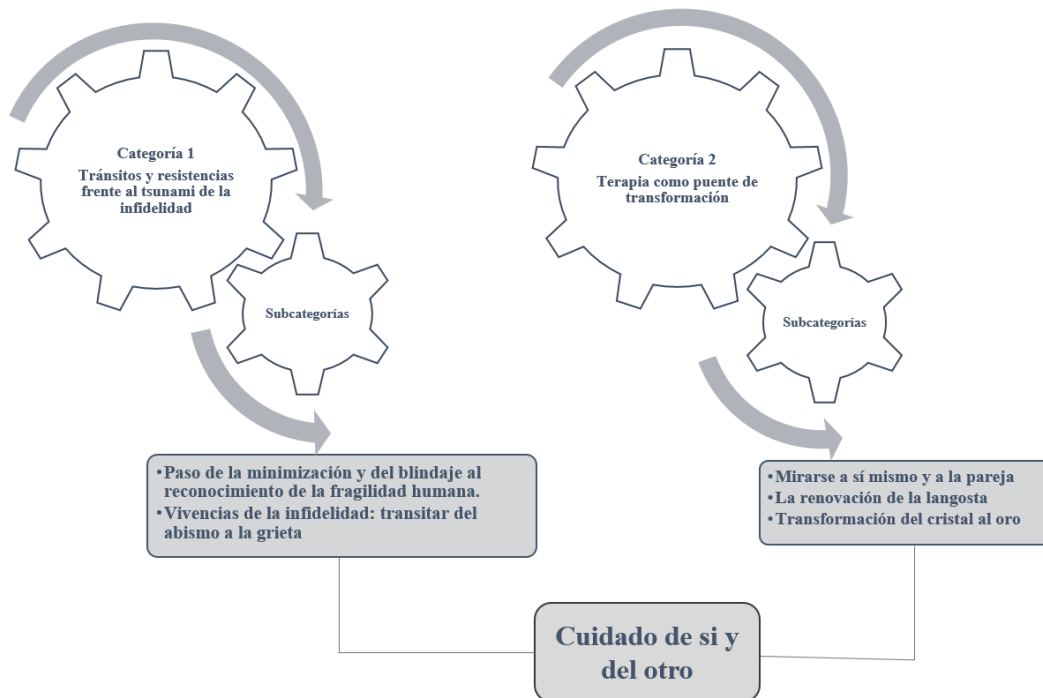 Categoría 1
Tránsitos y resistencias
frente al tsunami de la
infidelidad
Subcategorías
•Paso de la minimización y del blindaje al
reconocimiento de la fragilidad humana.
•Vivencias de la infidelidad: transitar del
abismo a la grieta
Categoría 2
Terapia como puente de
transformación
Subcategorías
•Mirarse a sí mismo y a la pareja
•La renovación de la langosta
•Transformación del cristal al oro
Cuidado de si y
del otro